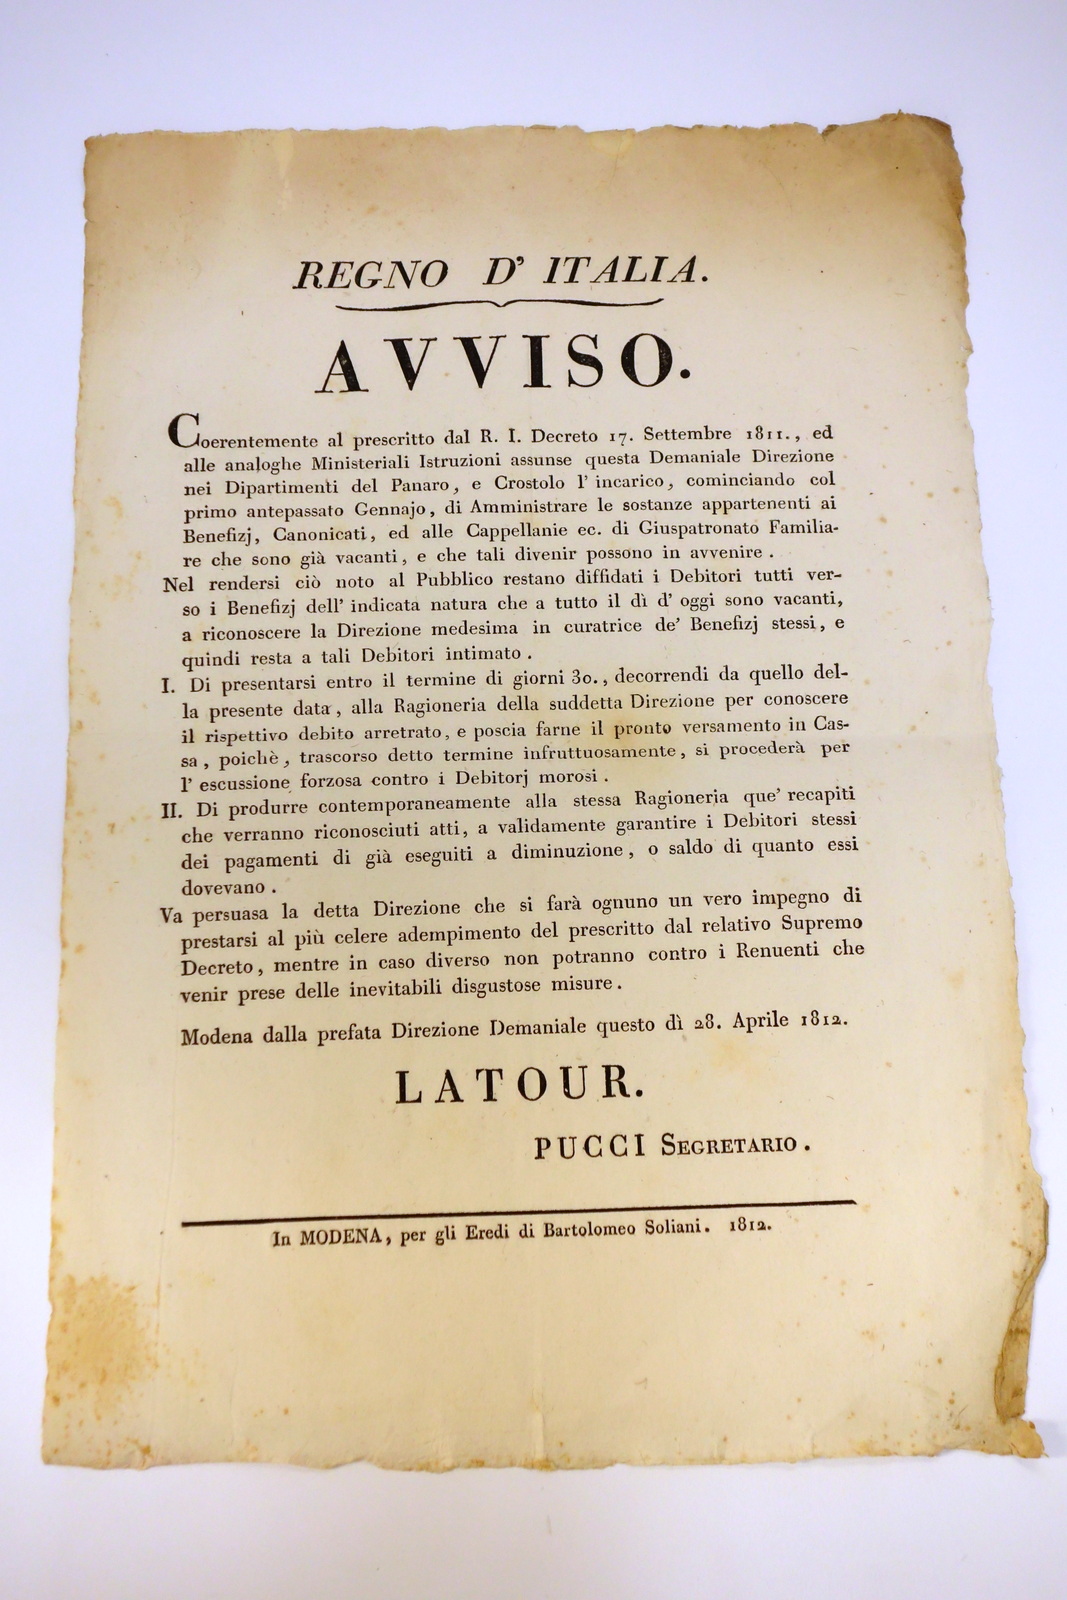 REGNO D' ITALIA.
AVVISO.
Coerentemente al prescritto dal R. I. Decreto 17. Settembre 1811., ed
alle analoghe Ministeriali Istruzioni assunse questa Demaniale Direzione
nei Dipartimenti del Panaro, e Crostolo l' incarico, cominciando col
primo antepassato Gennajo, di Amministrare le sostanze appartenenti ai
Benefizj, Canonicati, ed alle Cappellanie ec. di Giuspatronato Familia-
re che sono già vacanti, e che tali divenir possono in avvenire.
Nel rendersi ciò noto al Pubblico restano diffidati i Debitori tutti ver-
so i Benefizj dell' indicata natura che a tutto il dì d' oggi sono vacanti,
a riconoscere la Direzione medesima in curatrice de' Benefizj stessi, e
quindi resta a tali Debitori intimato.
I. Di presentarsi entro il termine di giorni 30., decorrendi da quello del-
la presente data, alla Ragioneria della suddetta Direzione per conoscere
il rispettivo debito arretrato, e poscia farne il pronto versamento in Cas-
sa, poichè, trascorso detto termine infruttuosamente, si procederà per
l' escussione forzosa contro i Debitorj morosi.
II. Di produrre contemporaneamente alla stessa Ragioneria que' recapiti
che verranno riconosciuti atti, a validamente garantire i Debitori stessi
dei pagamenti di già eseguiti a diminuzione, o saldo di quanto essi
dovevano.
Va persuasa la detta Direzione che si farà ognuno un vero impegno di
prestarsi al più celere adempimento del prescritto dal relativo Supremo
Decreto, mentre in caso diverso non potranno contro i Renuenti che
venir prese delle inevitabili disgustose misure.
Modena dalla prefata Direzione Demaniale questo dì 28. Aprile 1812.
LATOUR.
PUCCI SEGRETARIO.
In MODENA, per gli Eredi di Bartolomeo Soliani. 1812.